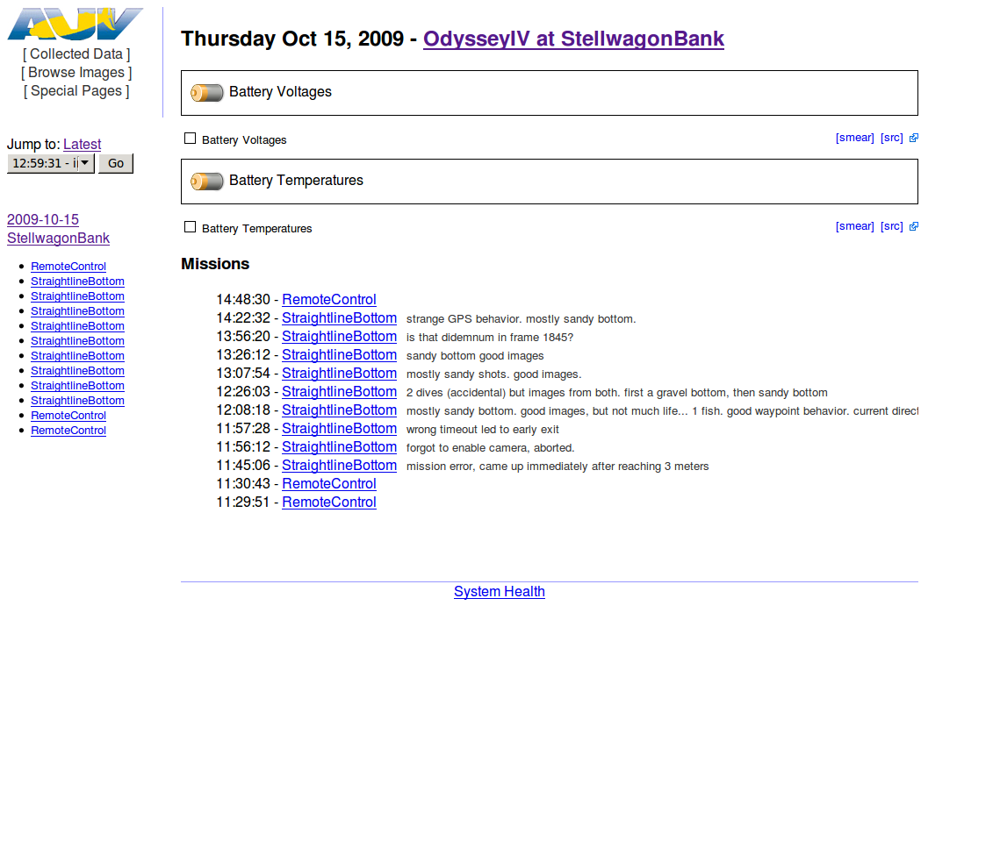 AUV
[ Collected Data ]
[ Browse Images ]
[ Special Pages ]
Jump to: Latest
12:59:31 - Go
2009-10-15
StellwagonBank
RemoteControl
StraightlineBottom
StraightlineBottom
StraightlineBottom
StraightlineBottom
StraightlineBottom
StraightlineBottom
StraightlineBottom
StraightlineBottom
StraightlineBottom
RemoteControl
RemoteControl
Thursday Oct 15, 2009 - OdysseyIV at StellwagonBank
Battery Voltages
Battery Voltages [smear] [src]
Battery Temperatures
Battery Temperatures [smear] [src]
Missions
14:48:30 - RemoteControl
14:22:32 - StraightlineBottom strange GPS behavior. mostly sandy bottom.
13:56:20 - StraightlineBottom is that didemnum in frame 1845?
13:26:12 - StraightlineBottom sandy bottom good images
13:07:54 - StraightlineBottom mostly sandy shots. good images.
12:26:03 - StraightlineBottom 2 dives (accidental) but images from both. first a gravel bottom, then sandy bottom
12:08:18 - StraightlineBottom mostly sandy bottom. good images, but not much life... 1 fish. good waypoint behavior. current direct
11:57:28 - StraightlineBottom wrong timeout led to early exit
11:56:12 - StraightlineBottom forgot to enable camera, aborted.
11:45:06 - StraightlineBottom mission error, came up immediately after reaching 3 meters
11:30:43 - RemoteControl
11:29:51 - RemoteControl
System Health